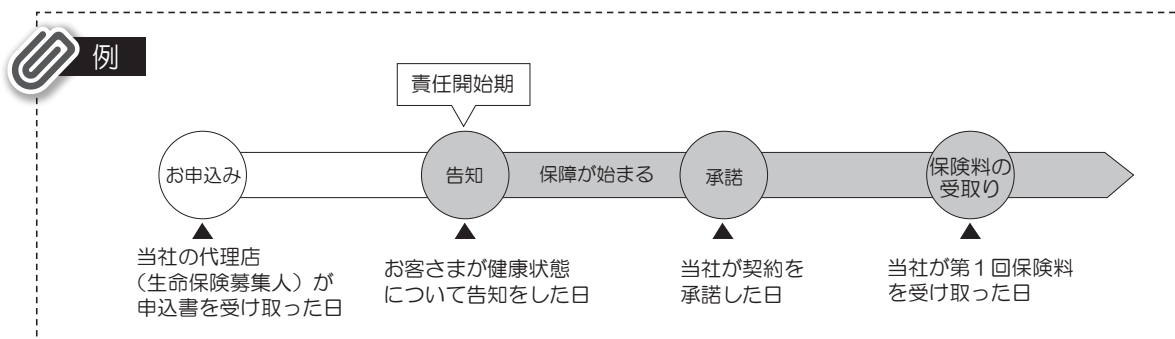 例
責任開始期
お申込み
告知
保障が始まる
承諾
保険料の
受取り
当社の代理店
（生命保険募集人）が
申込書を受け取った日
お客さまが健康状態
について告知をした日
当社が契約を
承諾した日
当社が第１回保険料
を受け取った日